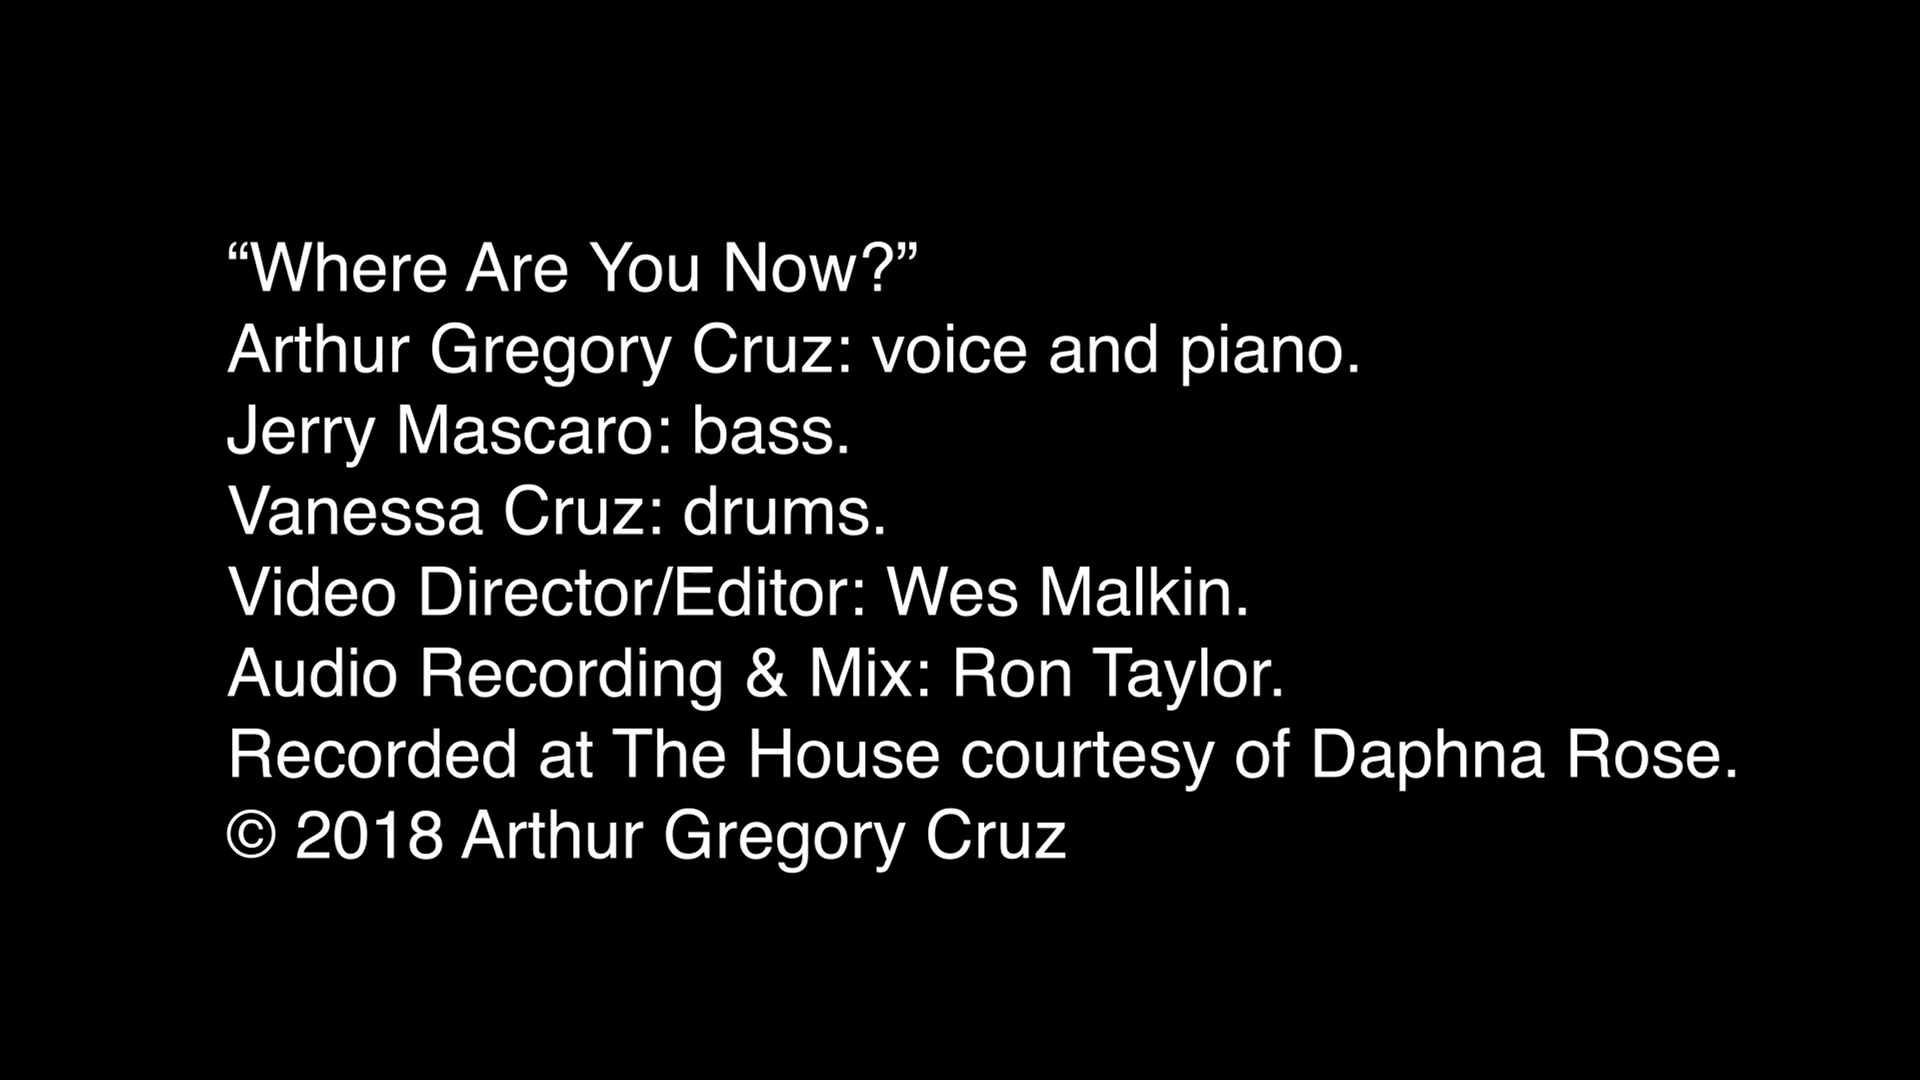 “Where Are You Now?”
Arthur Gregory Cruz: voice and piano.
Jerry Mascaro: bass.
Vanessa Cruz: drums.
Video Director/Editor: Wes Malkin.
Audio Recording & Mix: Ron Taylor.
Recorded at The House courtesy of Daphna Rose.
© 2018 Arthur Gregory Cruz